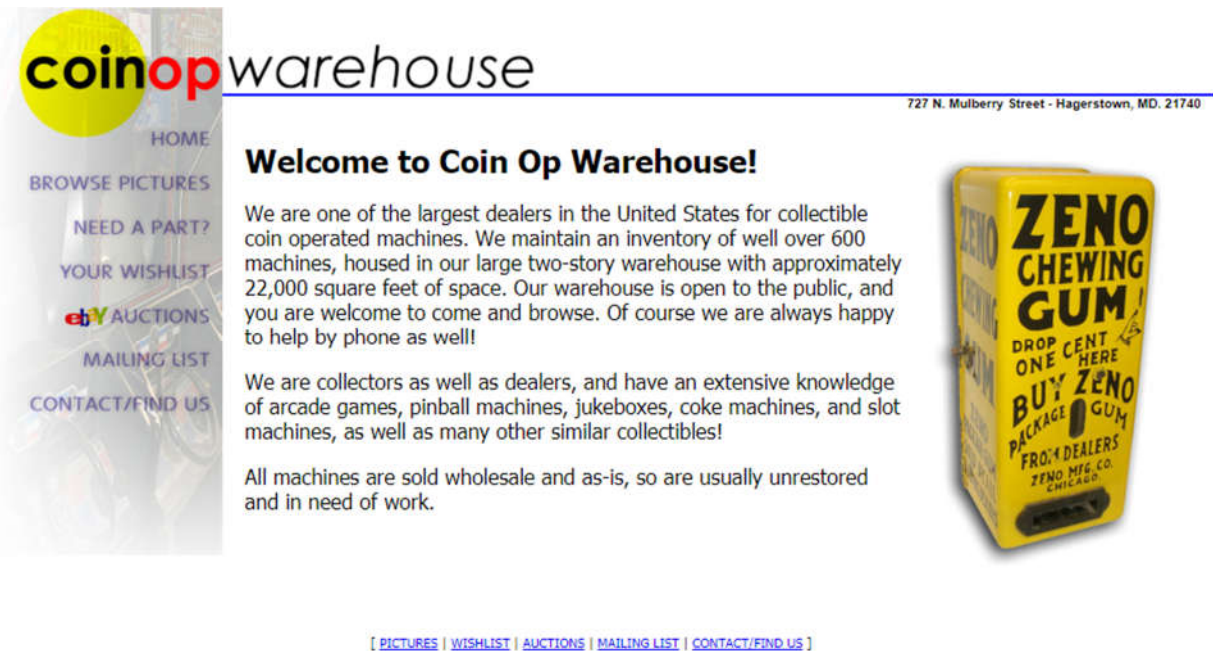 coinop warehouse
727 N. Mulberry Street - Hagerstown, MD. 21740
HOME
BROWSE PICTURES
NEED A PART?
YOUR WISHLIST
ebY AUCTIONS
MAILING LIST
CONTACT/FIND US
Welcome to Coin Op Warehouse!
We are one of the largest dealers in the United States for collectible
coin operated machines. We maintain an inventory of well over 600
machines, housed in our large two-story warehouse with approximately
22,000 square feet of space. Our warehouse is open to the public, and
you are welcome to come and browse. Of course we are always happy
to help by phone as well!
We are collectors as well as dealers, and have an extensive knowledge
of arcade games, pinball machines, jukeboxes, coke machines, and slot
machines, as well as many other similar collectibles!
All machines are sold wholesale and as-is, so are usually unrestored
and in need of work.
ZENO
CHEWING
GUM!
DROP
ONE CENT
HERE
BUY ZENO
PACKAGE GUM
FROM DEALERS
ZENO MFG. CO.
CHICAGO.
ZENO
CHEWING
GUM
[ PICTURES | WISHLIST | AUCTIONS | MAILING LIST | CONTACT/FIND US ]